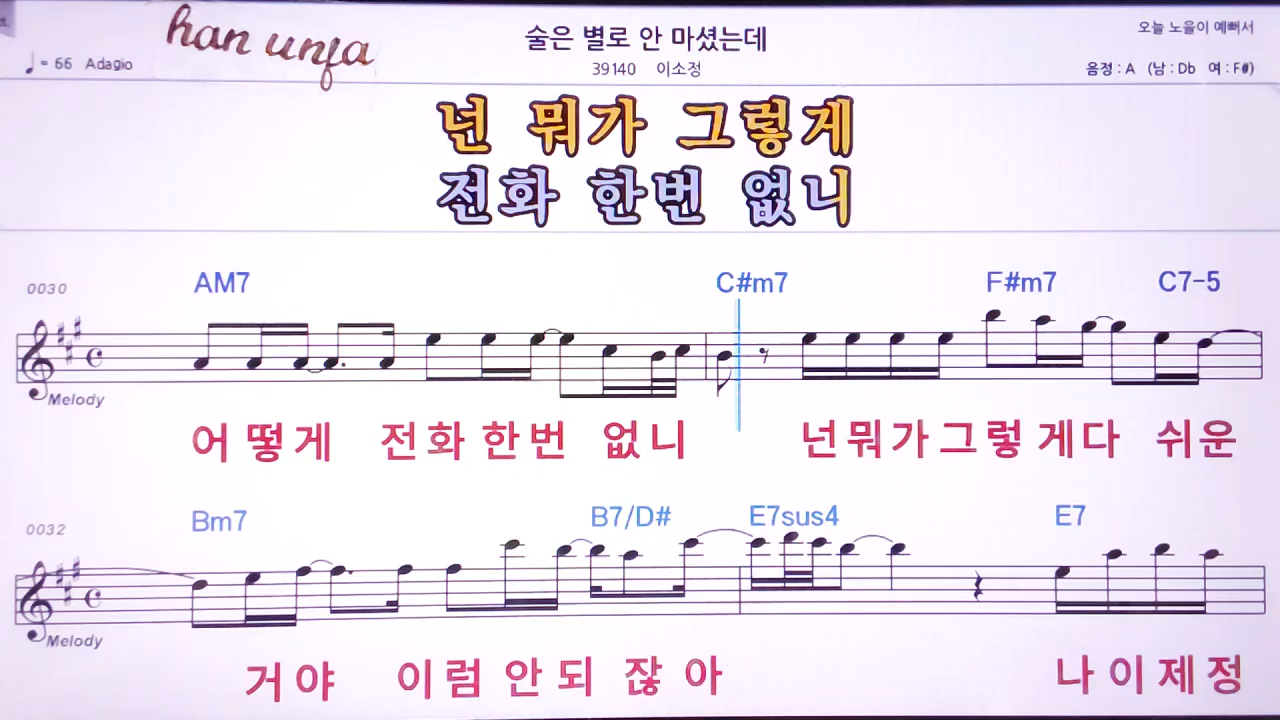 han unfa
술은 별로 안 마셨는데
오늘 노을이 예뻐서
♩= 66 Adagio
39140 이소정
음정 : A (남 : Db 여 : F#)
넌 뭐가 그렇게
전화 한번 없니
0030
AM7 C#m7 F#m7 C7-5
Melody
어 떻 게 전 화 한 번 없 니 넌 뭐 가 그 렇 게 다 쉬 운
0032
Bm7 B7/D# E7sus4 E7
Melody
거 야 이 럼 안 되 잖 아 나 이 제 정